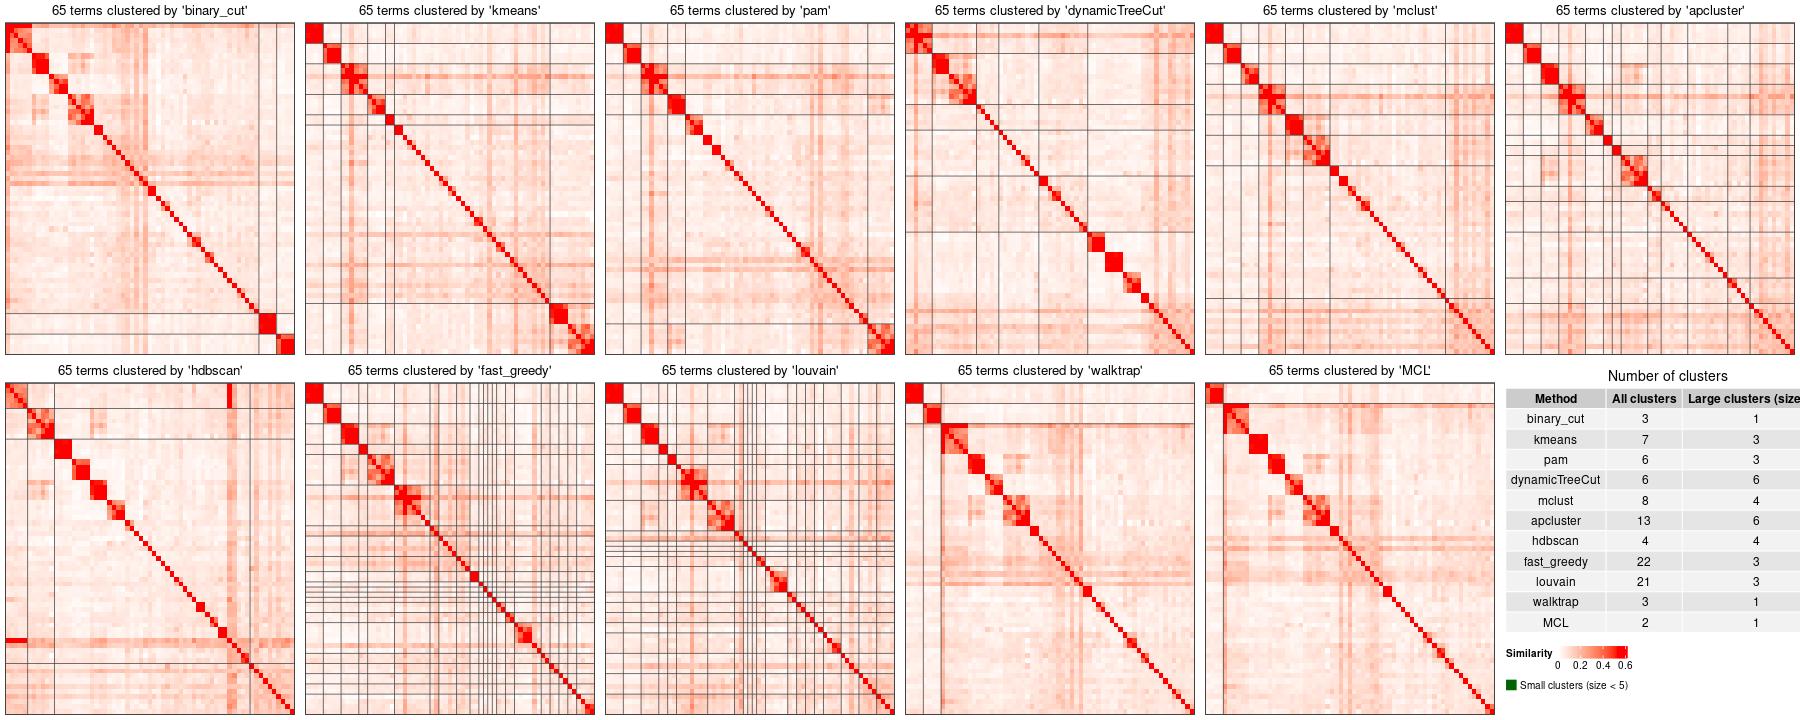 65 terms clustered by 'binary_cut'
65 terms clustered by 'kmeans'
65 terms clustered by 'pam'
65 terms clustered by 'dynamicTreeCut'
65 terms clustered by 'mclust'
65 terms clustered by 'apcluster'
65 terms clustered by 'hdbscan'
65 terms clustered by 'fast_greedy'
65 terms clustered by 'louvain'
65 terms clustered by 'walktrap'
65 terms clustered by 'MCL'
Number of clusters
Method All clusters Large clusters (size
binary_cut 3 1
kmeans 7 3
pam 6 3
dynamicTreeCut 6 6
mclust 8 4
apcluster 13 6
hdbscan 4 4
fast_greedy 22 3
louvain 21 3
walktrap 3 1
MCL 2 1
Similarity
0 0.2 0.4 0.6
Small clusters (size < 5)